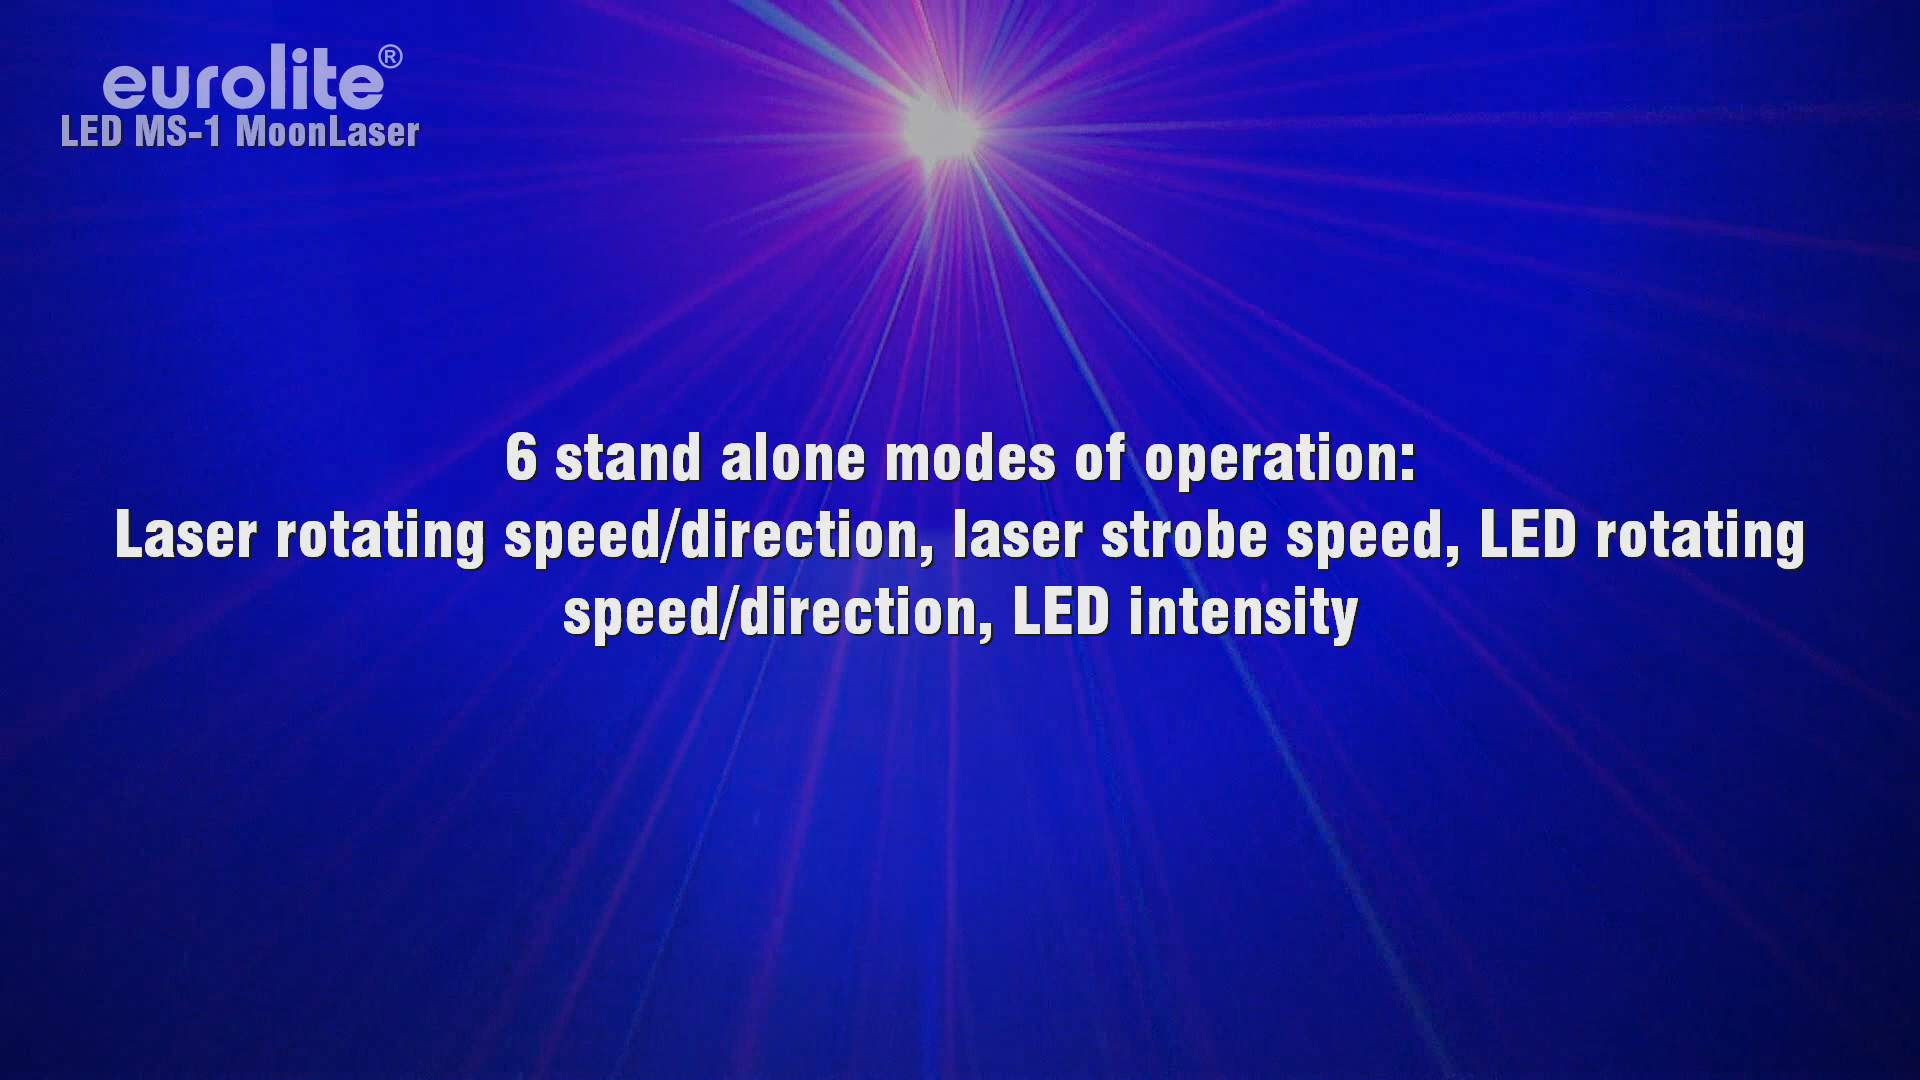 eurolite®
LED MS-1 MoonLaser
6 stand alone modes of operation:
Laser rotating speed/direction, laser strobe speed, LED rotating
speed/direction, LED intensity